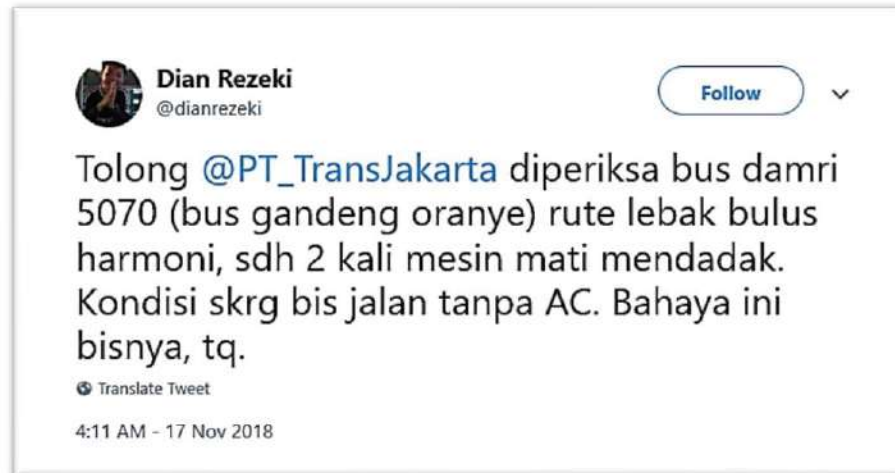 Dian Rezeki
@dianrezeki
Follow
Tolong @PT_TransJakarta diperiksa bus damri
5070 (bus gandeng oranye) rute lebak bulus
harmoni, sdh 2 kali mesin mati mendadak.
Kondisi skrg bis jalan tanpa AC. Bahaya ini
bisnya, tq.
Translate Tweet
4:11 AM - 17 Nov 2018